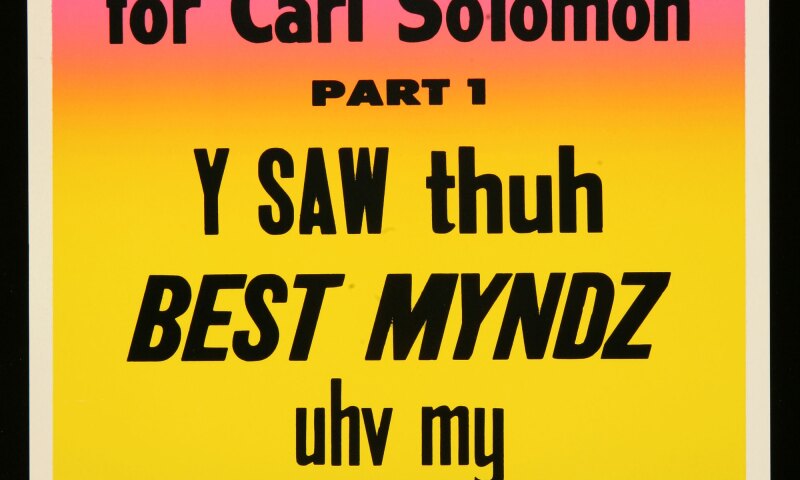 for Carl Solomon
PART 1
Y SAW thuh
BEST MYNDZ
uhv my